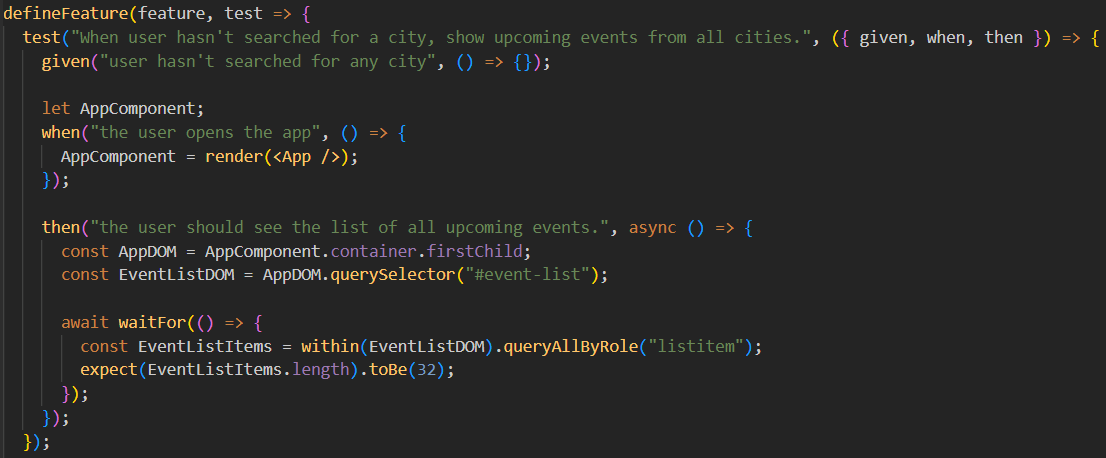 defineFeature(feature, test => {
  test("When user hasn't searched for a city, show upcoming events from all cities.", ({ given, when, then }) => {
    given("user hasn't searched for any city", () => {});

    let AppComponent;
    when("the user opens the app", () => {
      AppComponent = render(<App />);
    });

    then("the user should see the list of all upcoming events.", async () => {
      const AppDOM = AppComponent.container.firstChild;
      const EventListDOM = AppDOM.querySelector("#event-list");

      await waitFor(() => {
        const EventListItems = within(EventListDOM).queryAllByRole("listitem");
        expect(EventListItems.length).toBe(32);
      });
    });
  });